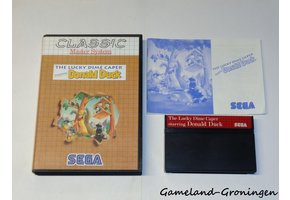 CLASSIC
Master System
THE LUCKY DIME CAPER
starring Donald Duck
SEGA
THE LUCKY DIME CAPER
Donald Duck
SEGA
The Lucky Dime Caper
starring Donald Duck
SEGA
Gameland-Groningen